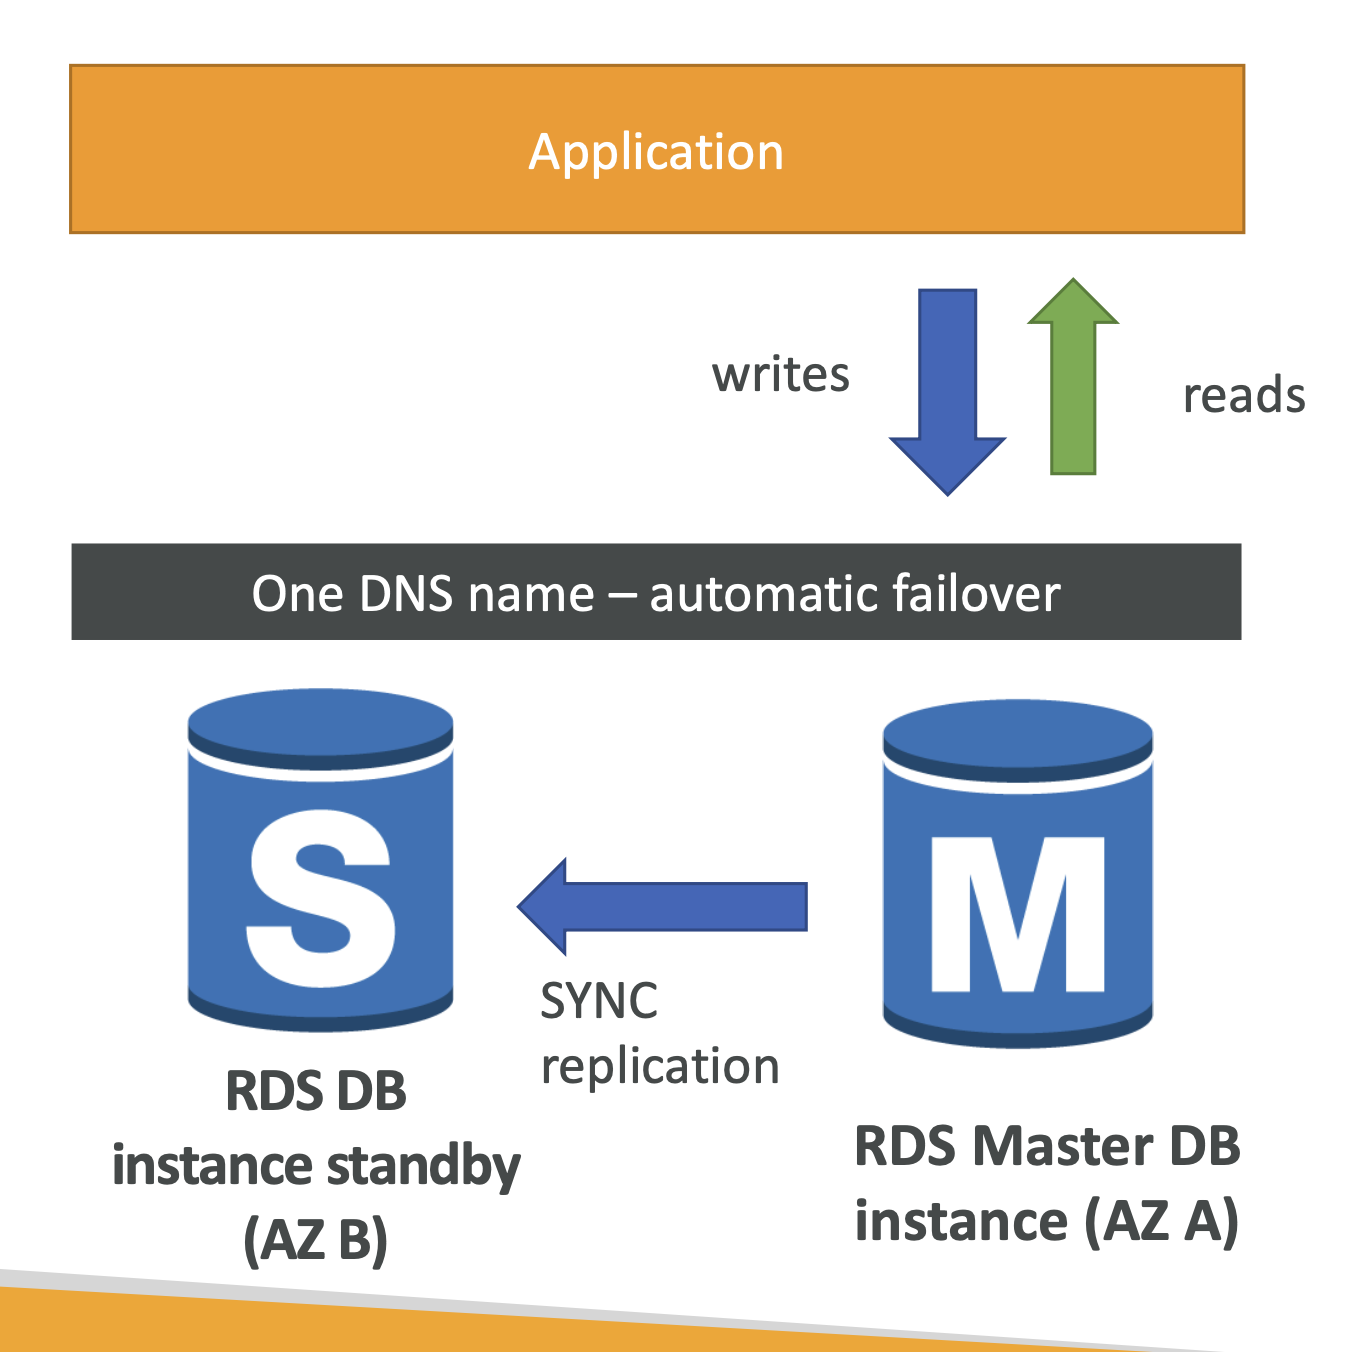 Application
writes
reads
One DNS name – automatic failover
S
M
SYNC
replication
RDS DB
instance standby
(AZ B)
RDS Master DB
instance (AZ A)